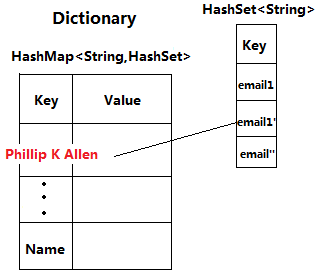 Dictionary
HashMap<String,HashSet>
Key Value
Phillip K Allen
Name
HashSet<String>
Key
email1
email1'
email''